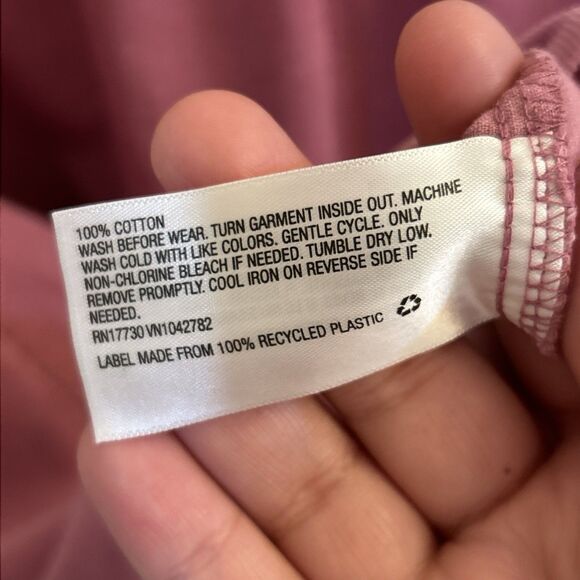 100% COTTON
WASH BEFORE WEAR. TURN GARMENT INSIDE OUT. MACHINE
WASH COLD WITH LIKE COLORS. GENTLE CYCLE. ONLY
NON-CHLORINE BLEACH IF NEEDED. TUMBLE DRY LOW.
REMOVE PROMPTLY. COOL IRON ON REVERSE SIDE IF
NEEDED.
RN17730 VN1042782
LABEL MADE FROM 100% RECYCLED PLASTIC